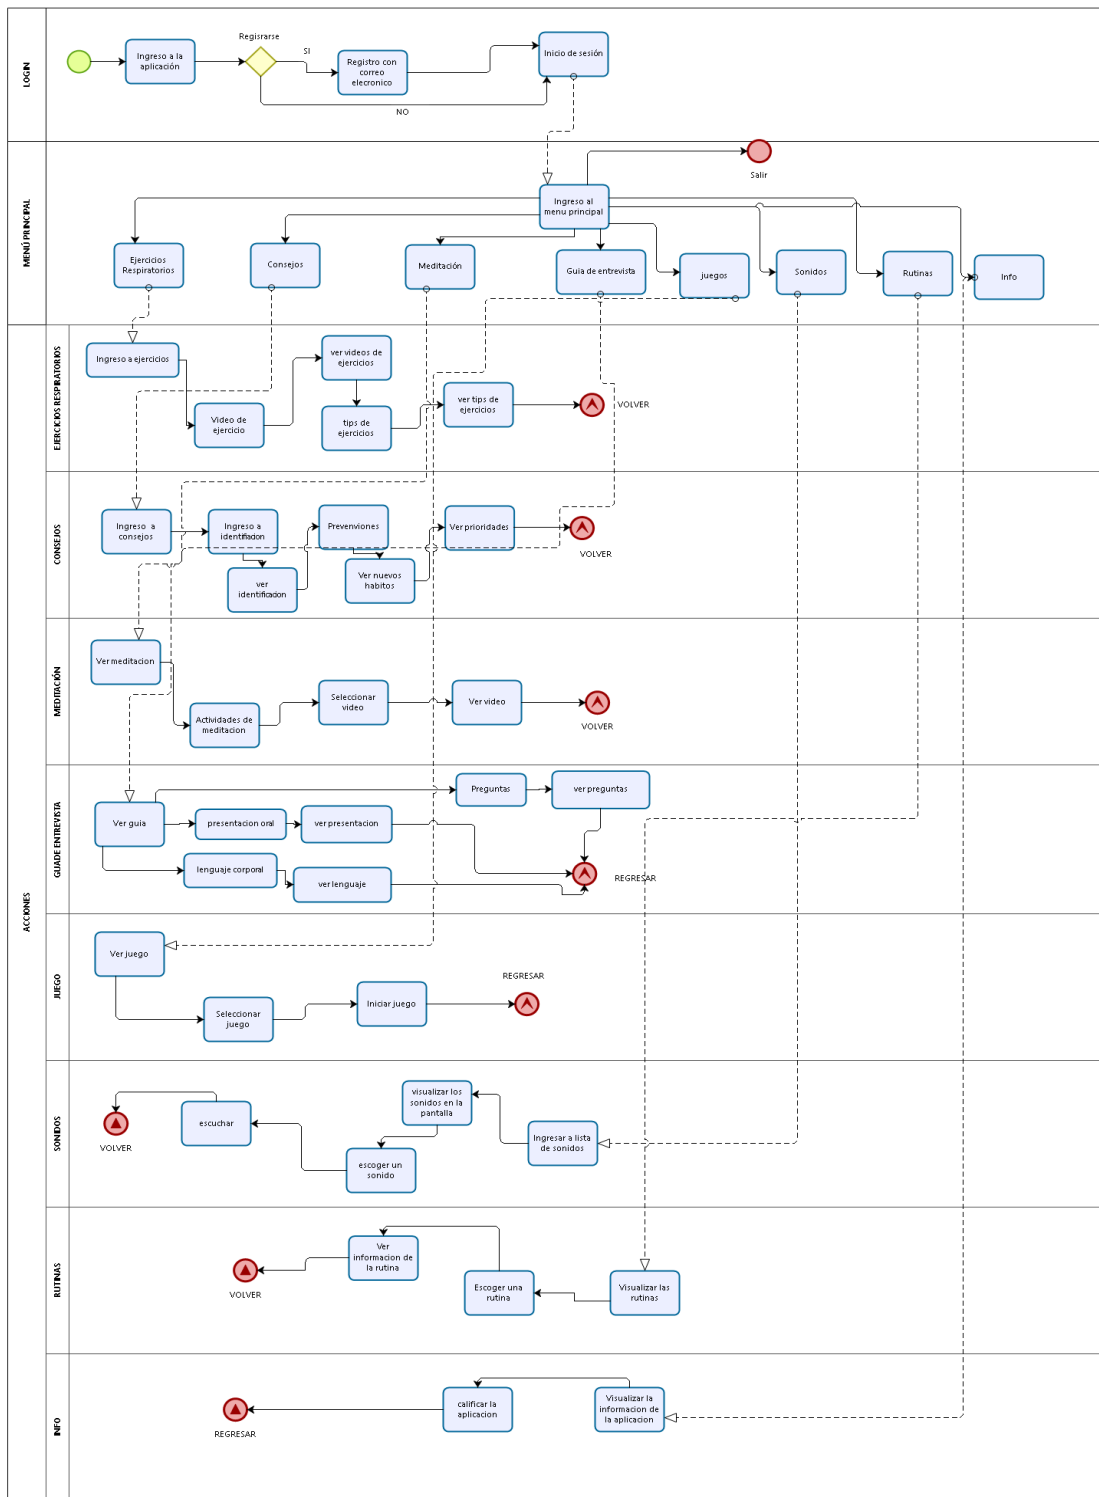 LOGIN
Registrarse
SI
NO
Ingreso a la
aplicación
Registro con
correo
elecronico
Inicio de sesión
MENÚ PRINCIPAL
Salir
Ingreso al
menu principal
Ejercicios
Respiratorios
Consejos
Meditación
Guia de entrevista
juegos
Sonidos
Rutinas
Info
ACCIONES
EJERCICIOS RESPIRATORIOS
Ingreso a ejercicios
Video de
ejercicio
ver videos de
ejercicios
tips de
ejercicios
ver tips de
ejercicios
VOLVER
CONSEJOS
Ingreso a
consejos
Ingreso a
identifiacion
ver
identificacion
Prevenviones
Ver nuevos
habitos
Ver prioridades
VOLVER
MEDITACIÓN
Ver meditacion
Actividades de
meditacion
Seleccionar
video
Ver video
VOLVER
GUADE ENTREVISTA
Ver guia
Preguntas
ver preguntas
presentacion oral
ver presentacion
lenguaje corporal
ver lenguaje
REGRESAR
JUEGO
Ver juego
Seleccionar
juego
Iniciar juego
REGRESAR
SONIDOS
VOLVER
escuchar
visualizar los
sonidos en la
pantalla
escoger un
sonido
Ingresar a lista
de sonidos
RUTINAS
VOLVER
Ver
informacion de
la rutina
Escoger una
rutina
Visualizar las
rutinas
INFO
REGRESAR
calificar la
aplicacion
Visualizar la
informacion de
la aplicacion